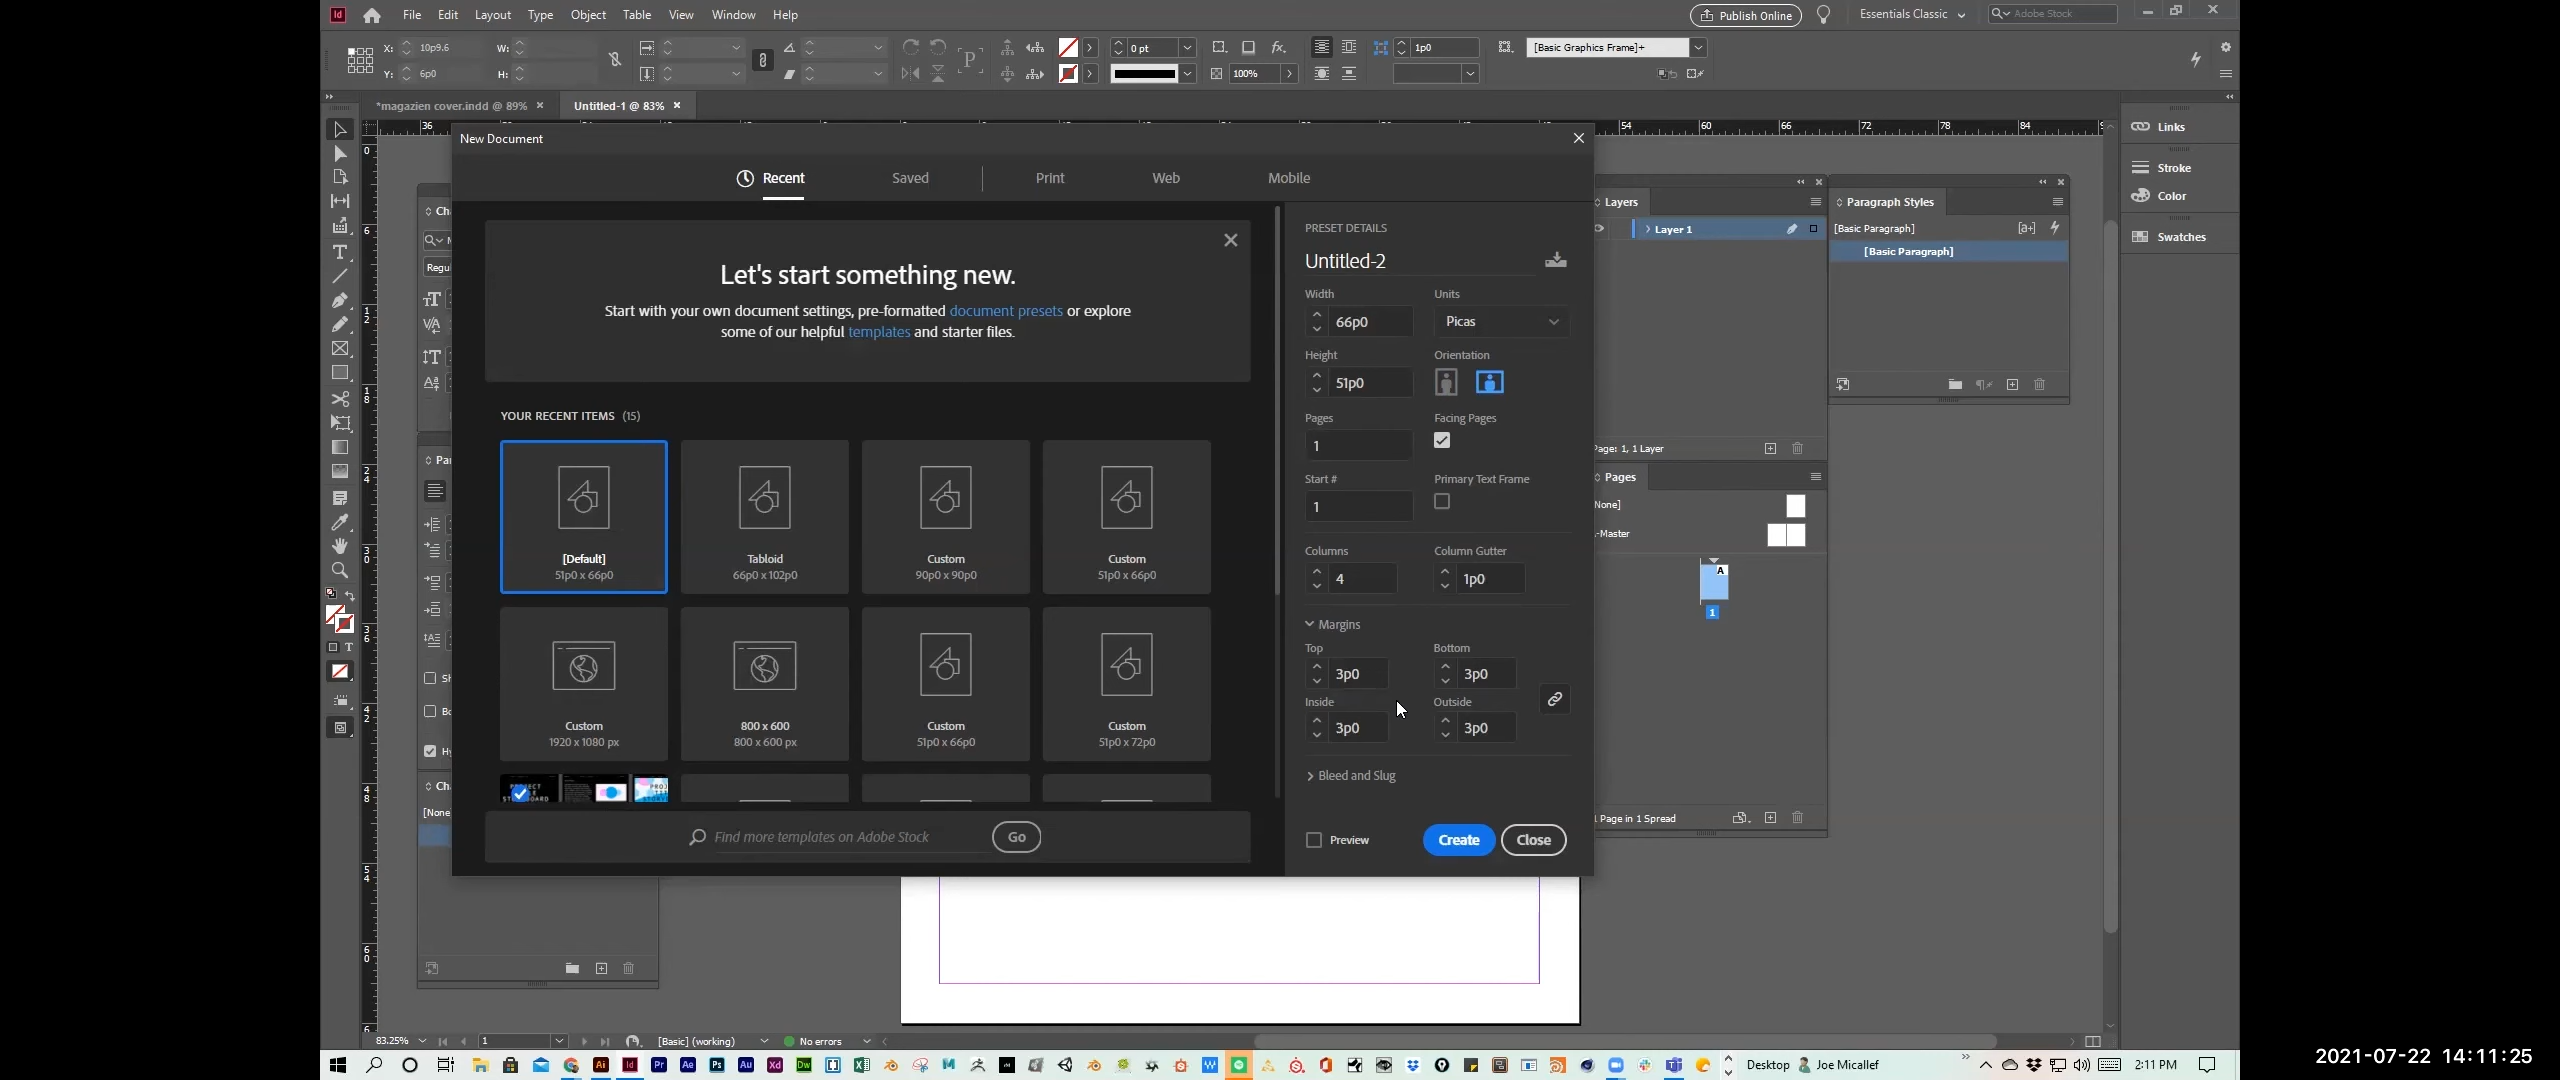 File Edit Layout Type Object Table View Window Help
Publish Online
Essentials Classic
Adobe Stock
X: 10p9.6 W:
Y: 6p0 H:
0 pt
1p0
[Basic Graphics Frame]+
100%
*magazien cover.indd @ 89%
Untitled-1 @ 83%
36 54 60 66 72 78 84
New Document
Recent Saved Print Web Mobile
Let's start something new.
Start with your own document settings, pre-formatted document presets or explore
some of our helpful templates and starter files.
YOUR RECENT ITEMS (15)
[Default]
51p0 x 66p0
Tabloid
66p0 x 102p0
Custom
90p0 x 90p0
Custom
51p0 x 66p0
Custom
1920 x 1080 px
800 x 600
800 x 600 px
Custom
51p0 x 66p0
Custom
51p0 x 72p0
Find more templates on Adobe Stock
Go
PRESET DETAILS
Untitled-2
Width Units
66p0 Picas
Height Orientation
51p0
Pages Facing Pages
1
Start # Primary Text Frame
1
Columns Column Gutter
4 1p0
Margins
Top Bottom
3p0 3p0
Inside Outside
3p0 3p0
Bleed and Slug
Preview
Create
Close
Layers
Layer 1
Page: 1, 1 Layer
Pages
None]
-Master
A
1
Page in 1 Spread
Paragraph Styles
[Basic Paragraph]
[a+]
[Basic Paragraph]
Links
Stroke
Color
Swatches
Ch
Regu
Pa
Ch
[None
83.25%
1
[Basic] (working)
No errors
Desktop
Joe Micallef
2:11 PM
2021-07-22 14:11:25